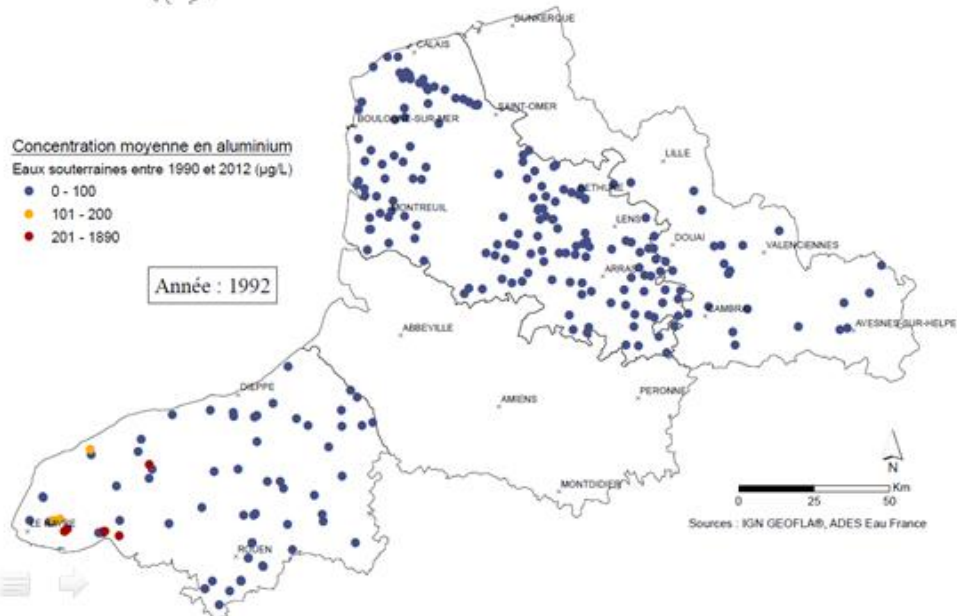 DUNKERQUE
CALAIS
SAINT-OMER
BOULOGNE-SUR-MER
Concentration moyenne en aluminium
Eaux souterraines entre 1990 et 2012 (µg/L)
0 - 100
101 - 200
201 - 1890
LILLE
BETHUNE
MONTREUIL
LENS
DOUAI
VALENCIENNES
ARRAS
Année : 1992
CAMBRAI
AVESNES-SUR-HELPE
ABBEVILLE
DIEPPE
AMIENS
PERONNE
N
MONTDIDIER
0 25 50 Km
Sources : IGN GEOFLA®, ADES Eau France
LE HAVRE
ROUEN